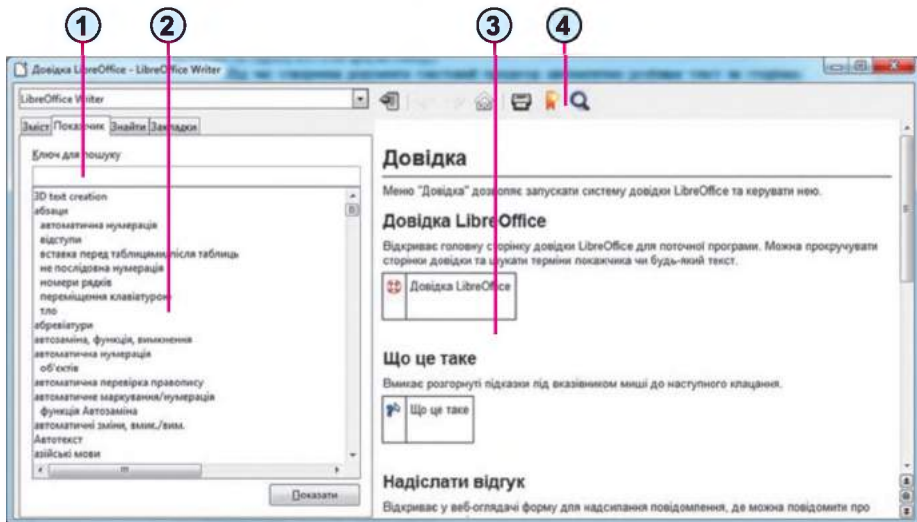 1 2 3 4
Довідка LibreOffice - LibreOffice Writer
LibreOffice Writer
Зміст Показчик Знайти Закладки
Ключ для пошуку
3D text creation
абзаци
автоматична нумерація
відступи
вставка перед таблицями/після таблиць
не послідовна нумерація
номери рядків
переміщення клавіатурою
тло
абревіатури
автозаміна, функція, вимкнення
автоматична нумерація
об'єктів
автоматична перевірка правопису
автоматичне маркування/нумерація
функція Автозаміна
автоматичні зміни, вмик./вим.
Автотекст
азійські мови
Показати
Довідка
Меню "Довідка" дозволяє запускати систему довідки LibreOffice та керувати нею.
Довідка LibreOffice
Відкриває головну сторінку довідки LibreOffice для поточної програми. Можна прокручувати
сторінки довідки та шукати терміни покажчика чи будь-який текст.
Довідка LibreOffice
Що це таке
Вмикає розгорнуті підказки під вказівником миші до наступного клацання.
Що це таке
Надіслати відгук
Відкриває у веб-оглядачі форму для надсилання повідомлення, де можна повідомити про